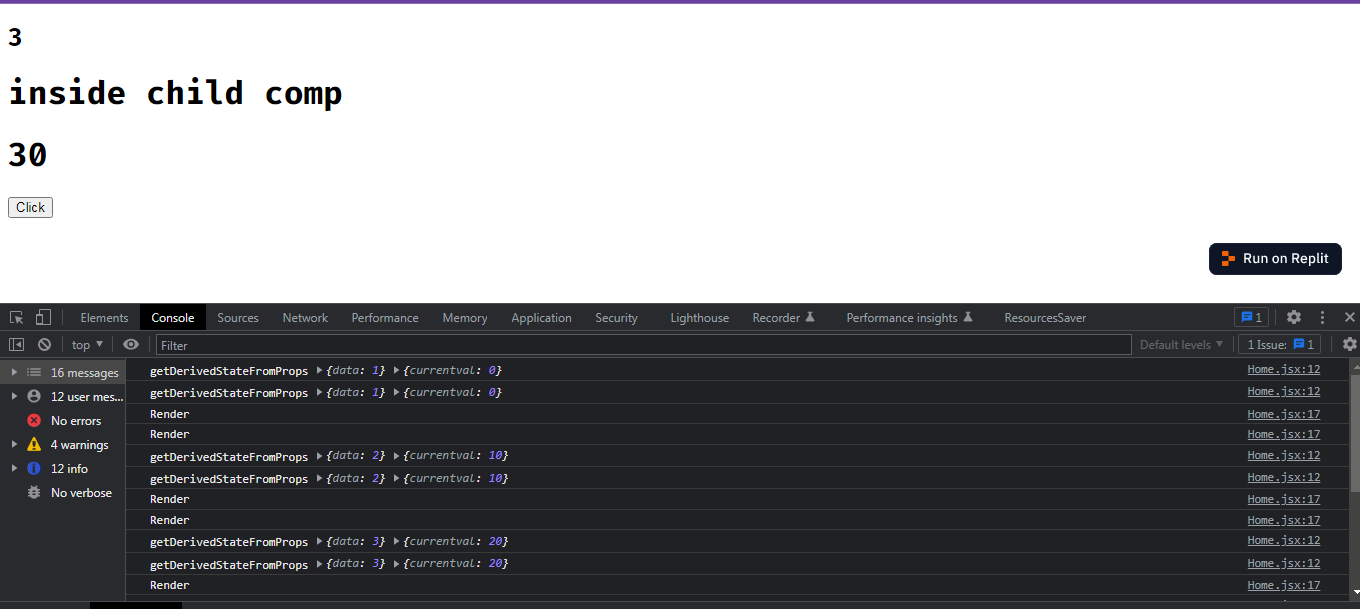 3
inside child comp
30
Click
Run on Replit
Elements Console Sources Network Performance Memory Application Security Lighthouse Recorder Performance insights ResourcesSaver 1
top Filter Default levels 1 Issue: 1
16 messages
12 user mes...
No errors
4 warnings
12 info
No verbose
getDerivedStateFromProps {data: 1} {currentval: 0} Home.jsx:12
getDerivedStateFromProps {data: 1} {currentval: 0} Home.jsx:12
Render Home.jsx:17
Render Home.jsx:17
getDerivedStateFromProps {data: 2} {currentval: 10} Home.jsx:12
getDerivedStateFromProps {data: 2} {currentval: 10} Home.jsx:12
Render Home.jsx:17
Render Home.jsx:17
getDerivedStateFromProps {data: 3} {currentval: 20} Home.jsx:12
getDerivedStateFromProps {data: 3} {currentval: 20} Home.jsx:12
Render Home.jsx:17